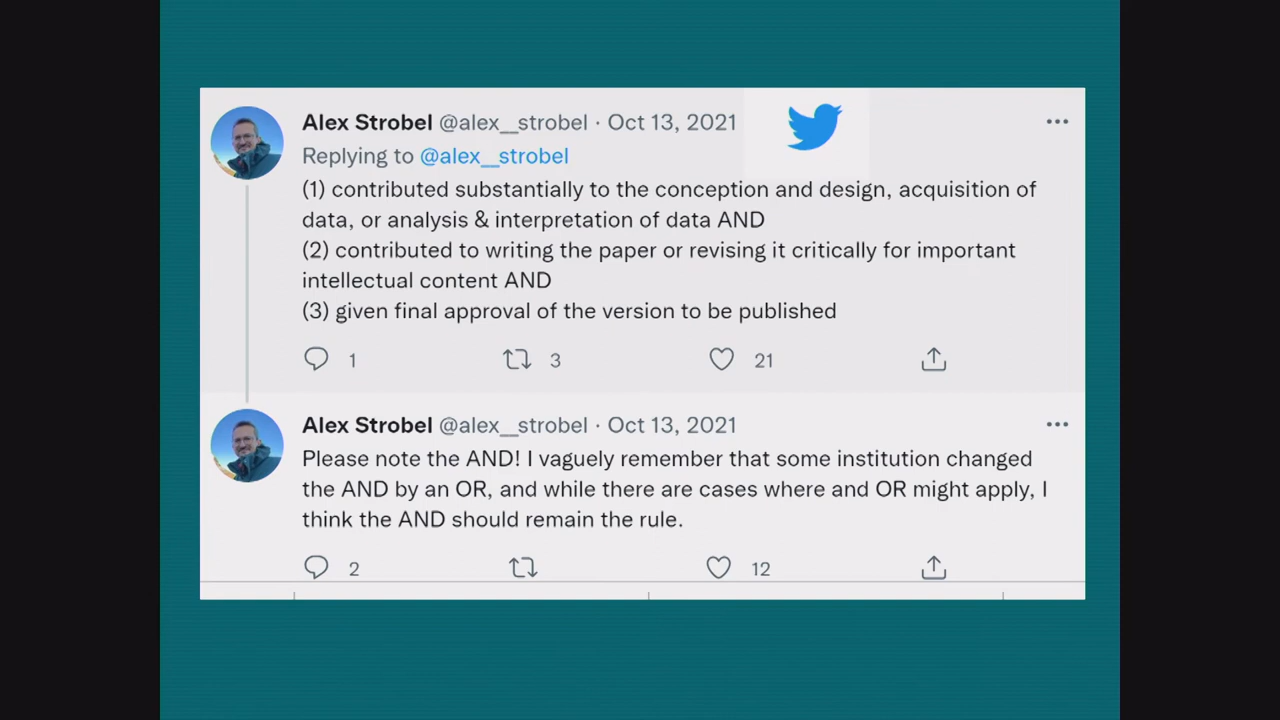 Alex Strobel @alex__strobel · Oct 13, 2021
Replying to @alex__strobel
(1) contributed substantially to the conception and design, acquisition of
data, or analysis & interpretation of data AND
(2) contributed to writing the paper or revising it critically for important
intellectual content AND
(3) given final approval of the version to be published
1 3 21
Alex Strobel @alex__strobel · Oct 13, 2021
Please note the AND! I vaguely remember that some institution changed
the AND by an OR, and while there are cases where and OR might apply, I
think the AND should remain the rule.
2 12